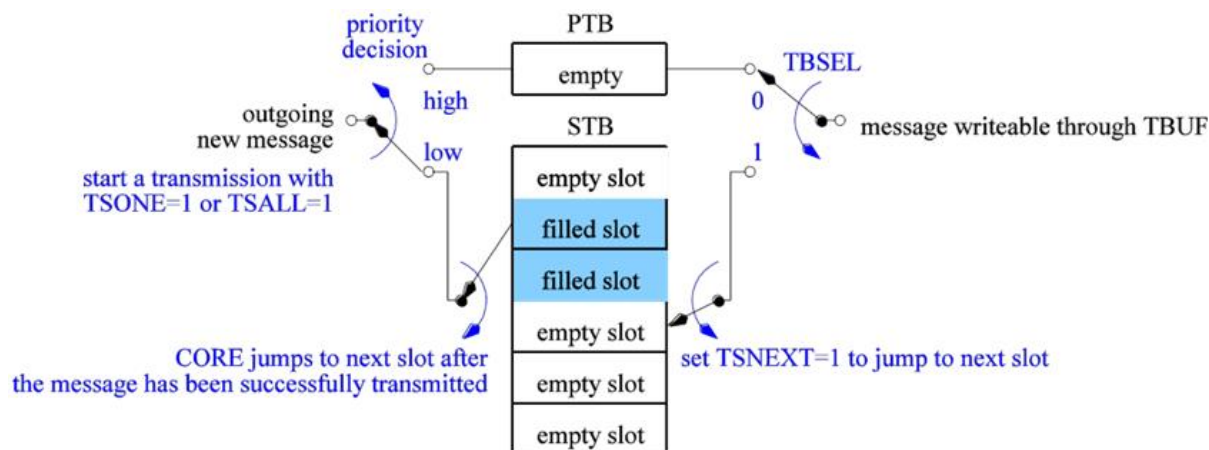 PTB
priority
decision
empty
TBSEL
high
0
outgoing
new message
message writeable through TBUF
STB
low
1
start a transmission with
TSONE=1 or TSALL=1
empty slot
filled slot
filled slot
empty slot
CORE jumps to next slot after
the message has been successfully transmitted
set TSNEXT=1 to jump to next slot
empty slot
empty slot